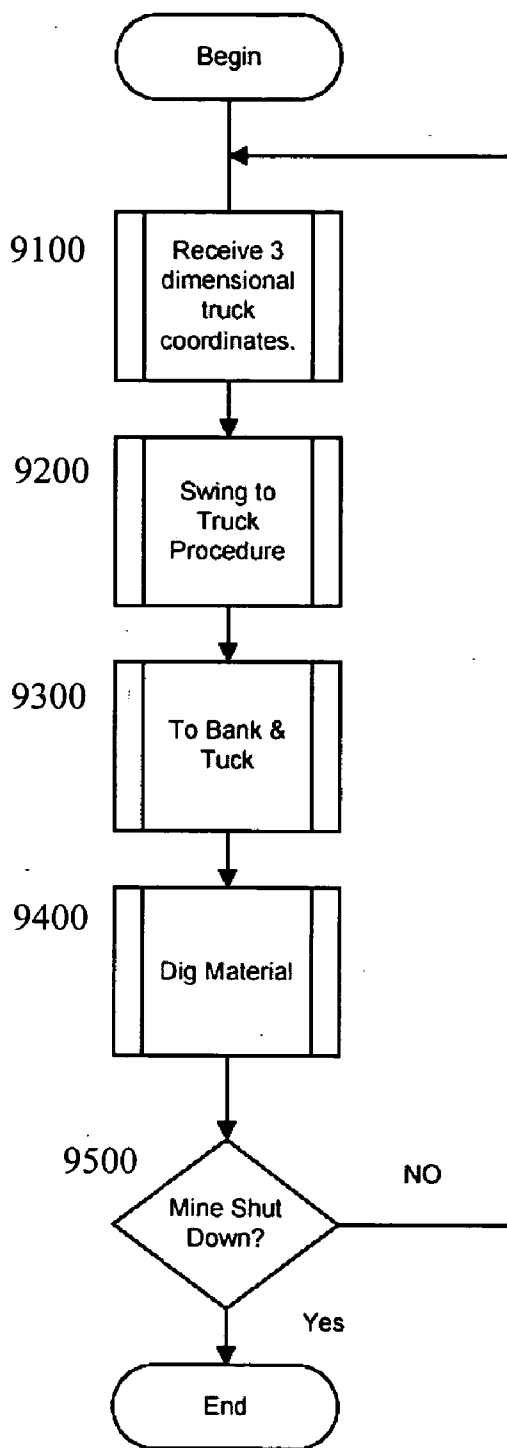 Begin
9100
Receive 3
dimensional
truck
coordinates.
9200
Swing to
Truck
Procedure
9300
To Bank &
Tuck
9400
Dig Material
9500
Mine Shut
Down?
NO
Yes
End